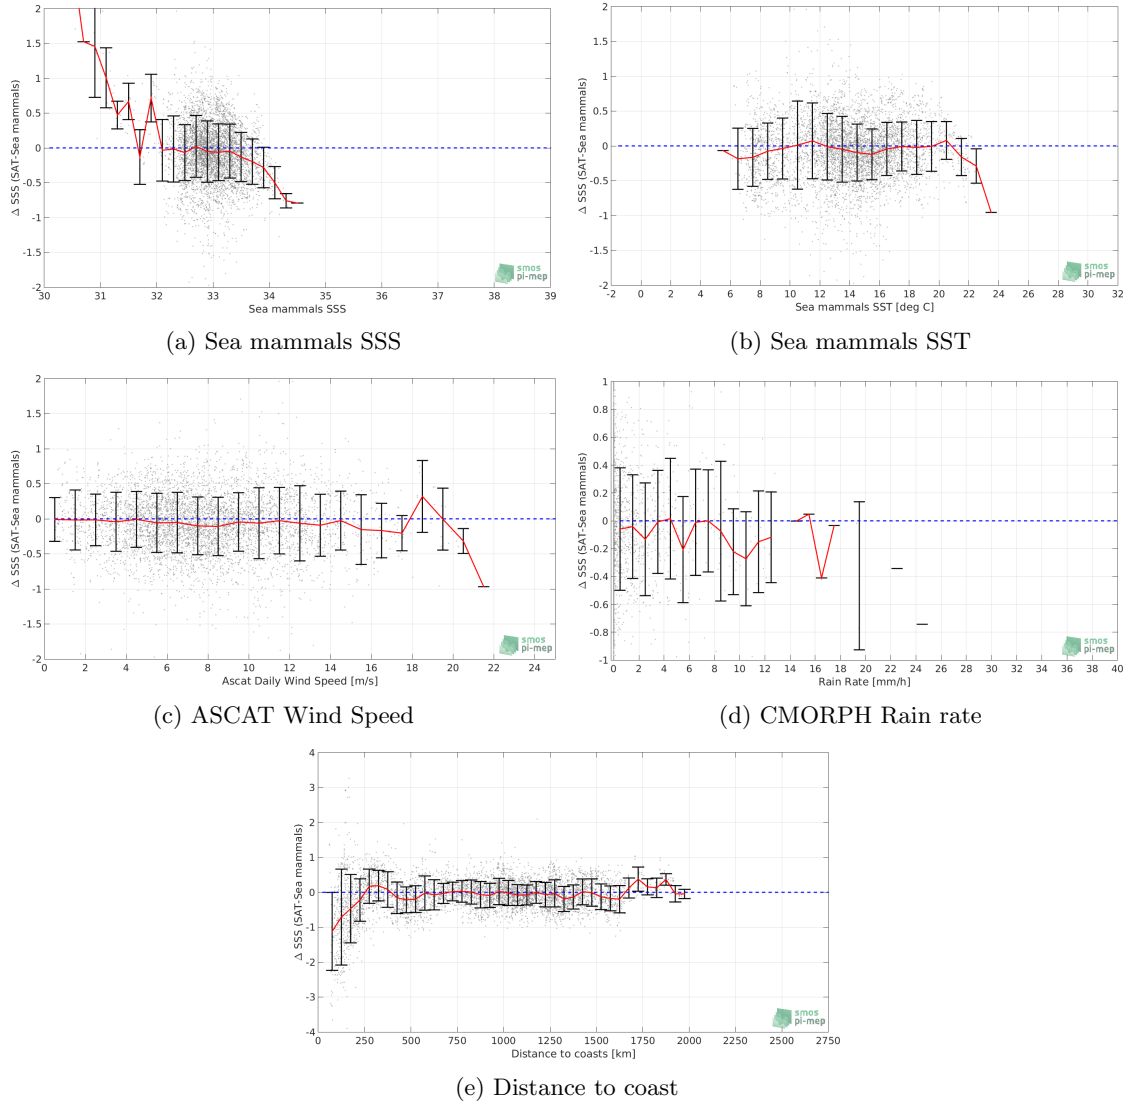 2
1.5
1
0.5
0
-0.5
-1
-1.5
-2
Δ SSS (SAT-Sea mammals)
30 31 32 33 34 35 36 37 38 39
Sea mammals SSS
smos
pi-mep
(a) Sea mammals SSS
2
1.5
1
0.5
0
-0.5
-1
-1.5
-2
Δ SSS (SAT-Sea mammals)
-2 0 2 4 6 8 10 12 14 16 18 20 22 24 26 28 30 32
Sea mammals SST [deg C]
smos
pi-mep
(b) Sea mammals SST
2
1.5
1
0.5
0
-0.5
-1
-1.5
-2
Δ SSS (SAT-Sea mammals)
0 2 4 6 8 10 12 14 16 18 20 22 24
Ascat Daily Wind Speed [m/s]
smos
pi-mep
(c) ASCAT Wind Speed
1
0.8
0.6
0.4
0.2
0
-0.2
-0.4
-0.6
-0.8
-1
Δ SSS (SAT-Sea mammals)
0 2 4 6 8 10 12 14 16 18 20 22 24 26 28 30 32 34 36 38 40
Rain Rate [mm/h]
smos
pi-mep
(d) CMORPH Rain rate
4
3
2
1
0
-1
-2
-3
-4
Δ SSS (SAT-Sea mammals)
0 250 500 750 1000 1250 1500 1750 2000 2250 2500 2750
Distance to coasts [km]
smos
pi-mep
(e) Distance to coast